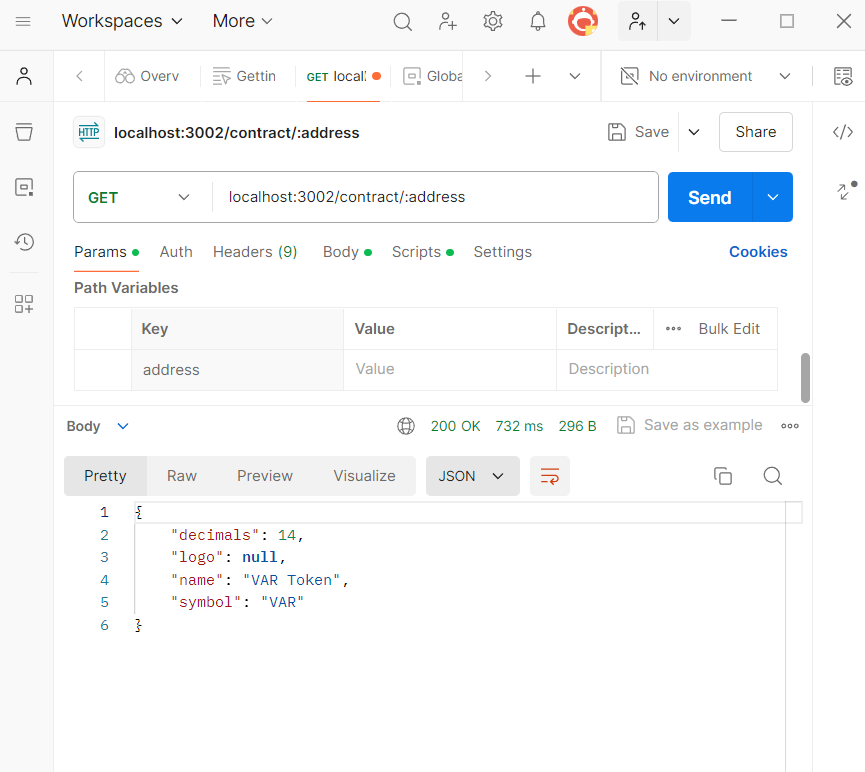 Workspaces More
Overv Gettin GET local Globa No environment
HTTP localhost:3002/contract/:address Save Share
GET localhost:3002/contract/:address Send
Params Auth Headers (9) Body Scripts Settings Cookies
Path Variables
Key Value Descript... Bulk Edit
address Value Description
Body 200 OK 732 ms 296 B Save as example
Pretty Raw Preview Visualize JSON
1 {
2 "decimals": 14,
3 "logo": null,
4 "name": "VAR Token",
5 "symbol": "VAR"
6 }